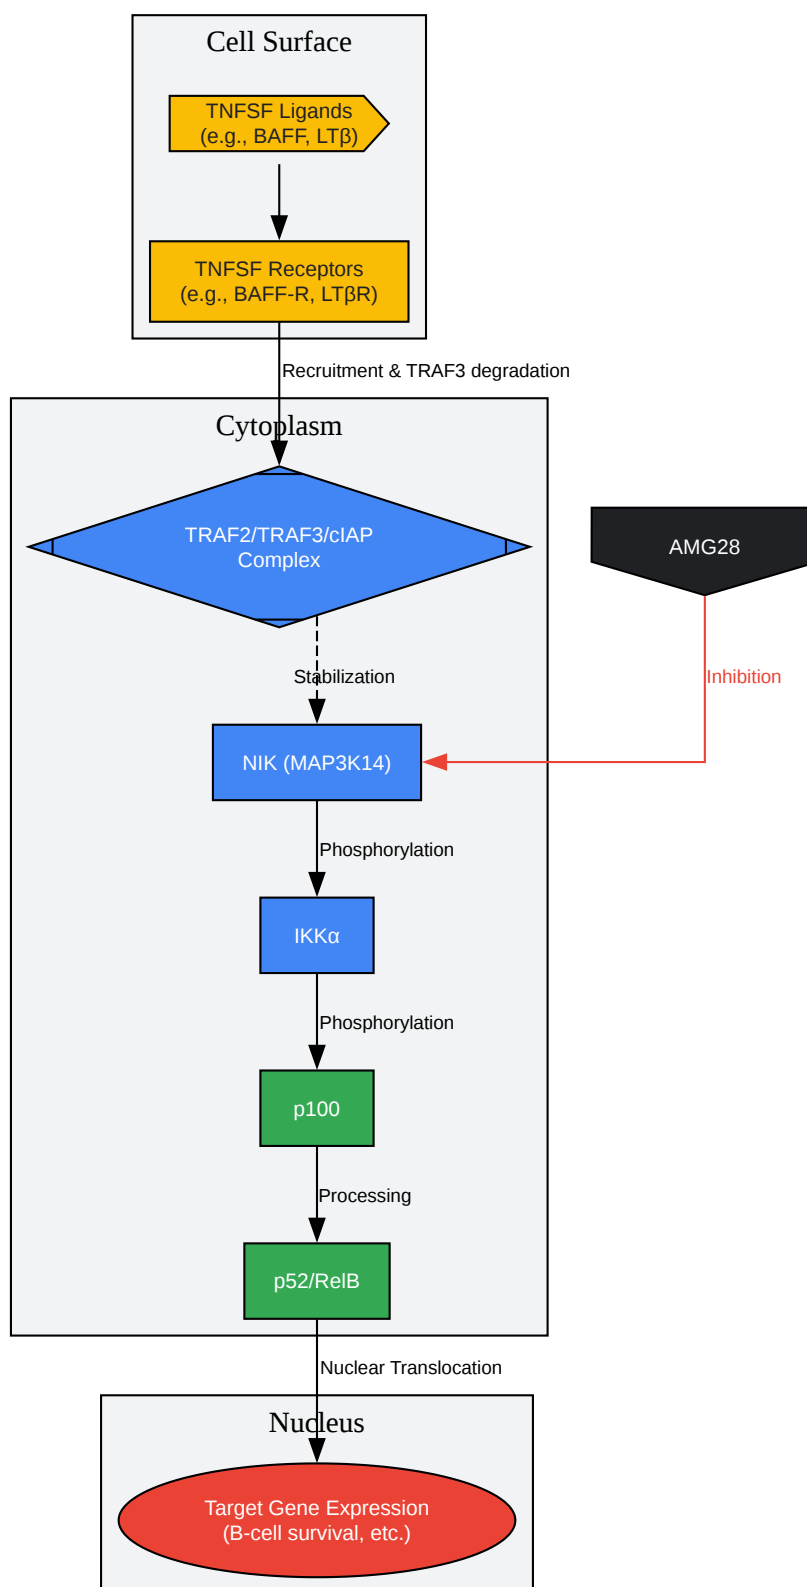 Cell Surface
TNFSF Ligands
(e.g., BAFF, LTβ)
TNFSF Receptors
(e.g., BAFF-R, LTβR)
Recruitment & TRAF3 degradation
Cytoplasm
TRAF2/TRAF3/cIAP
Complex
AMG28
Stabilization
Inhibition
NIK (MAP3K14)
Phosphorylation
IKKα
Phosphorylation
p100
Processing
p52/RelB
Nuclear Translocation
Nucleus
Target Gene Expression
(B-cell survival, etc.)